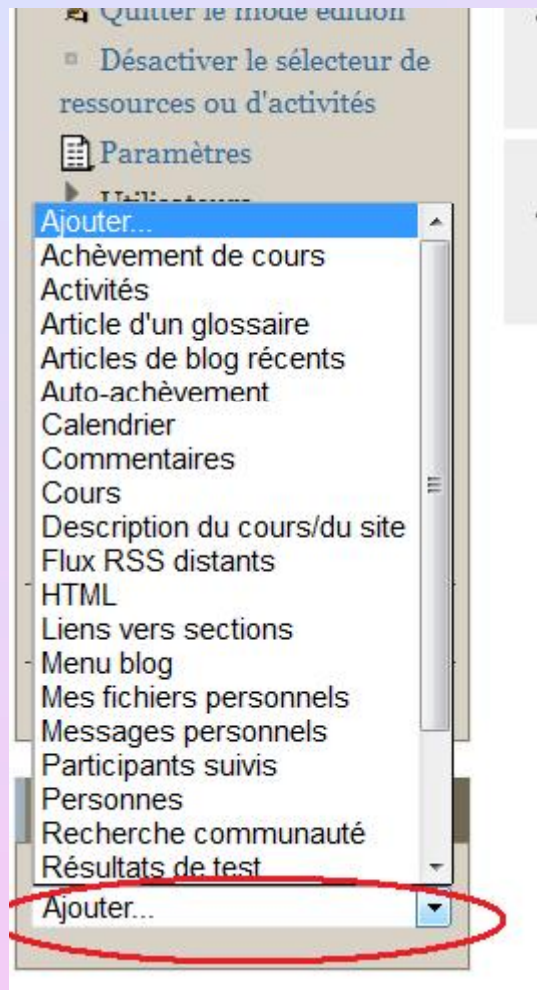 Quitter le mode édition
Désactiver le sélecteur de
ressources ou d'activités
Paramètres
Utilisateurs
Ajouter...
Achèvement de cours
Activités
Article d'un glossaire
Articles de blog récents
Auto-achèvement
Calendrier
Commentaires
Cours
Description du cours/du site
Flux RSS distants
HTML
Liens vers sections
Menu blog
Mes fichiers personnels
Messages personnels
Participants suivis
Personnes
Recherche communauté
Résultats de test
Ajouter...